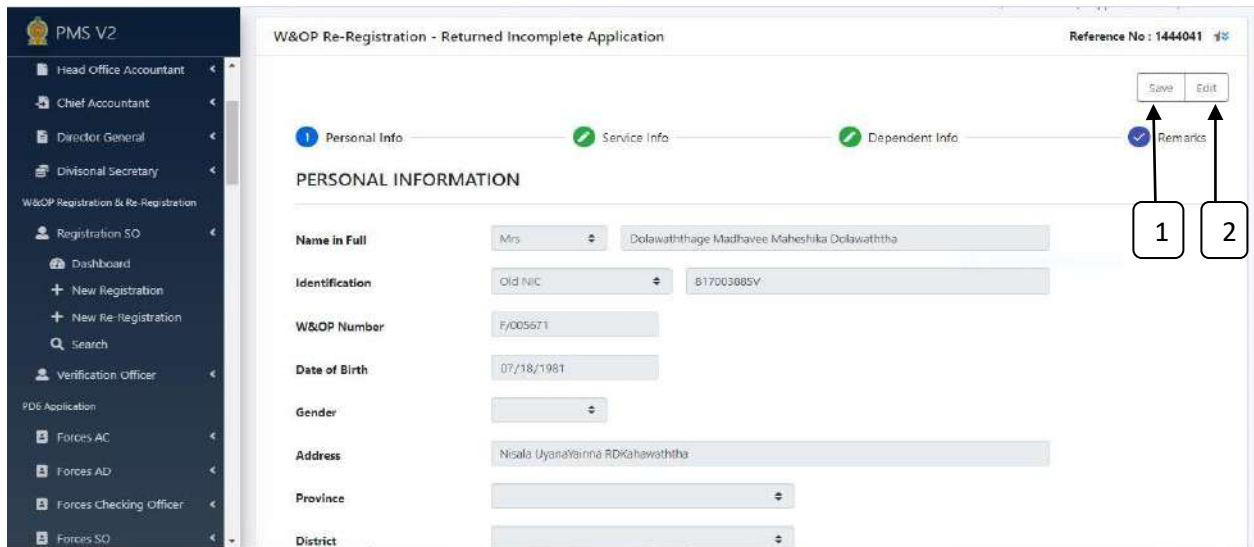 PMS V2
Head Office Accountant
Chief Accountant
Director General
Divisonal Secretary
W&OP Registration & Re-Registration
Registration SO
Dashboard
New Registration
New Re-Registration
Search
Verification Officer
PD6 Application
Forces AC
Forces AD
Forces Checking Officer
Forces SO
W&OP Re-Registration - Returned Incomplete Application
Reference No : 1444041
Save Edit
1 Personal Info Service Info Dependent Info Remarks
1 2
PERSONAL INFORMATION
Name in Full Mrs Dolawaththage Madhavee Maheshika Dolawaththa
Identification Old NIC 817003885V
W&OP Number F/005671
Date of Birth 07/18/1981
Gender
Address Nisala UyanaYainna RDKahawaththa
Province
District